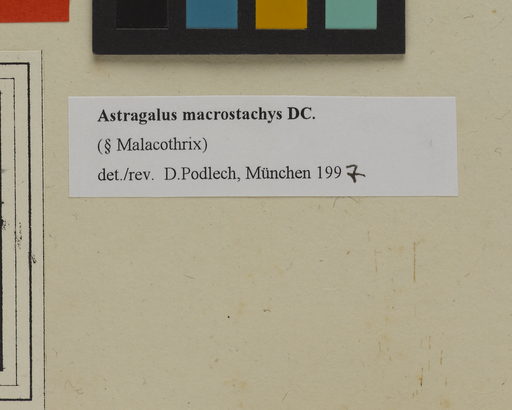 Astragalus macrostachys DC.
(§ Malacothrix)
det./rev. D.Podlech, München 1997